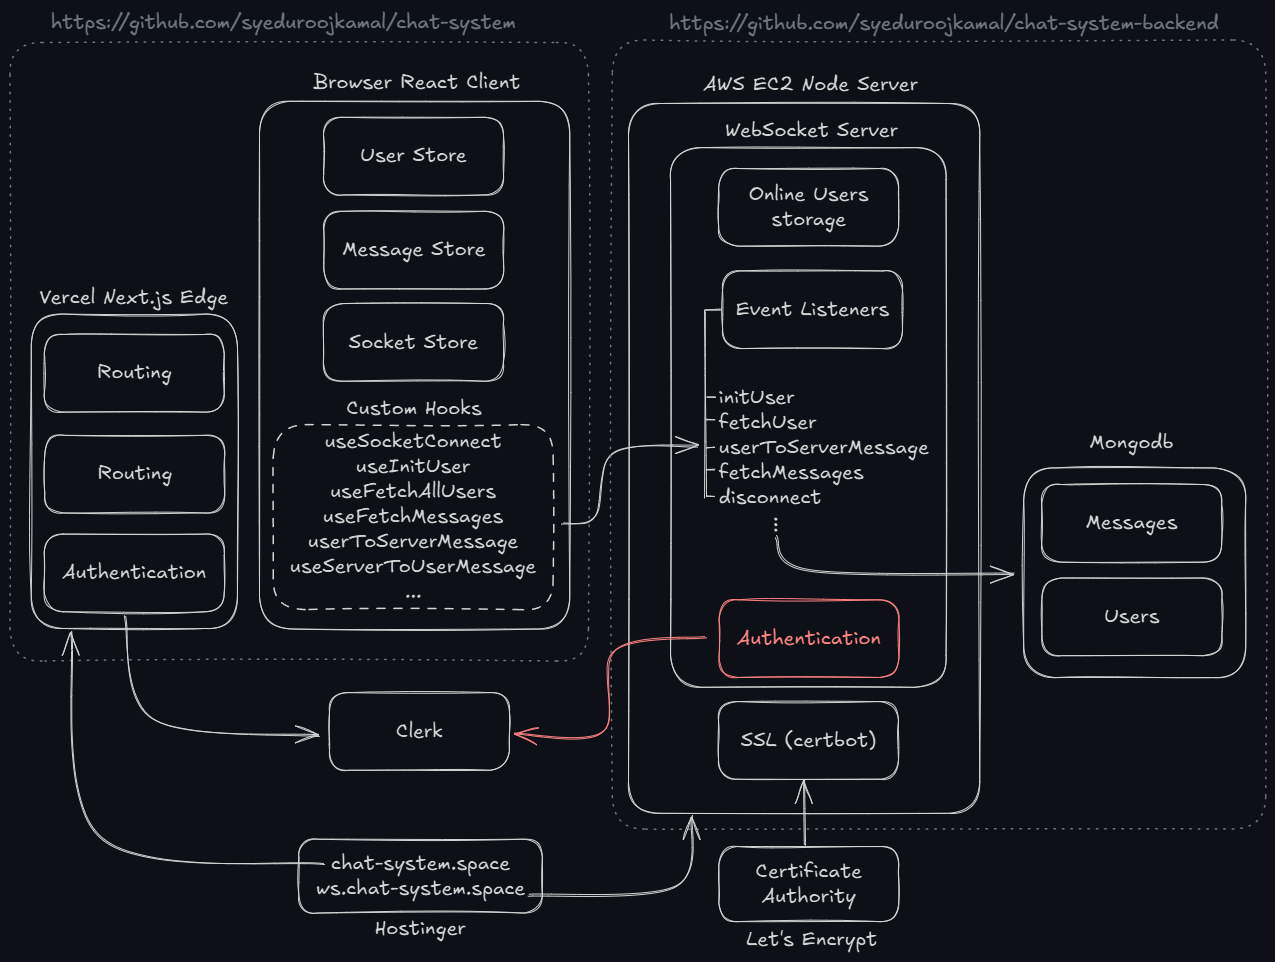 https://github.com/syeduroojkamal/chat-system
https://github.com/syeduroojkamal/chat-system-backend
Browser React Client
User Store
Message Store
Socket Store
Custom Hooks
useSocketConnect
useInitUser
useFetchAllUsers
useFetchMessages
userToServerMessage
useServerToUserMessage
...
Vercel Next.js Edge
Routing
Routing
Authentication
AWS EC2 Node Server
WebSocket Server
Online Users
storage
Event Listeners
initUser
fetchUser
userToServerMessage
fetchMessages
disconnect
Authentication
SSL (certbot)
Mongodb
Messages
Users
Clerk
chat-system.space
ws.chat-system.space
Hostinger
Certificate
Authority
Let's Encrypt